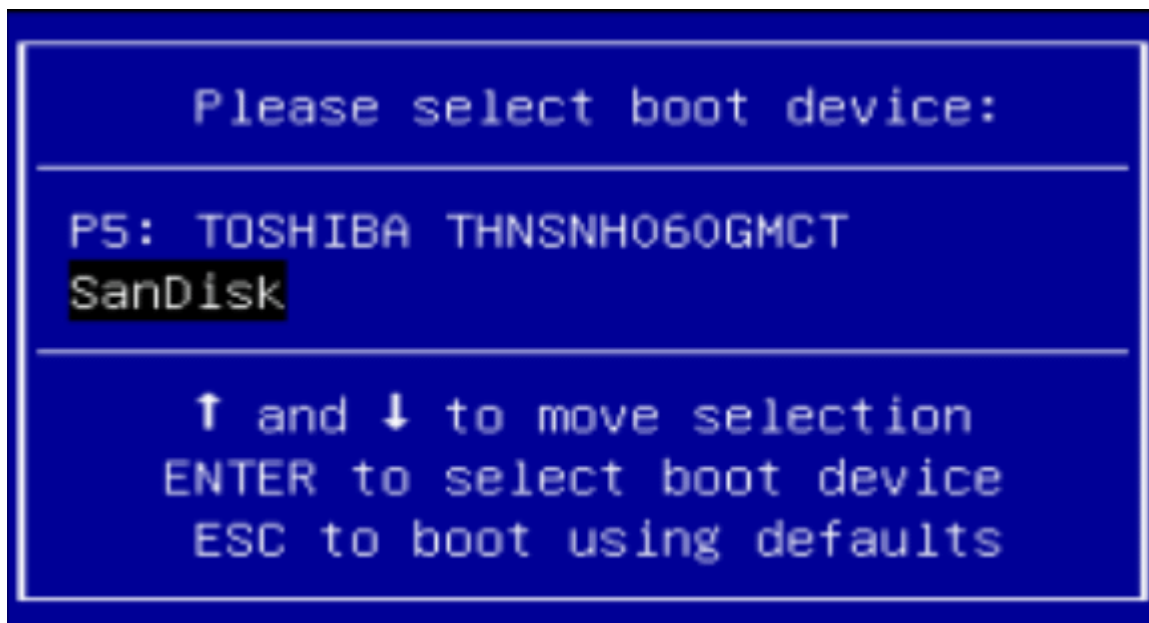 Please select boot device:
P5: TOSHIBA THNSNH060GMCT
SanDisk
↑ and ↓ to move selection
ENTER to select boot device
ESC to boot using defaults